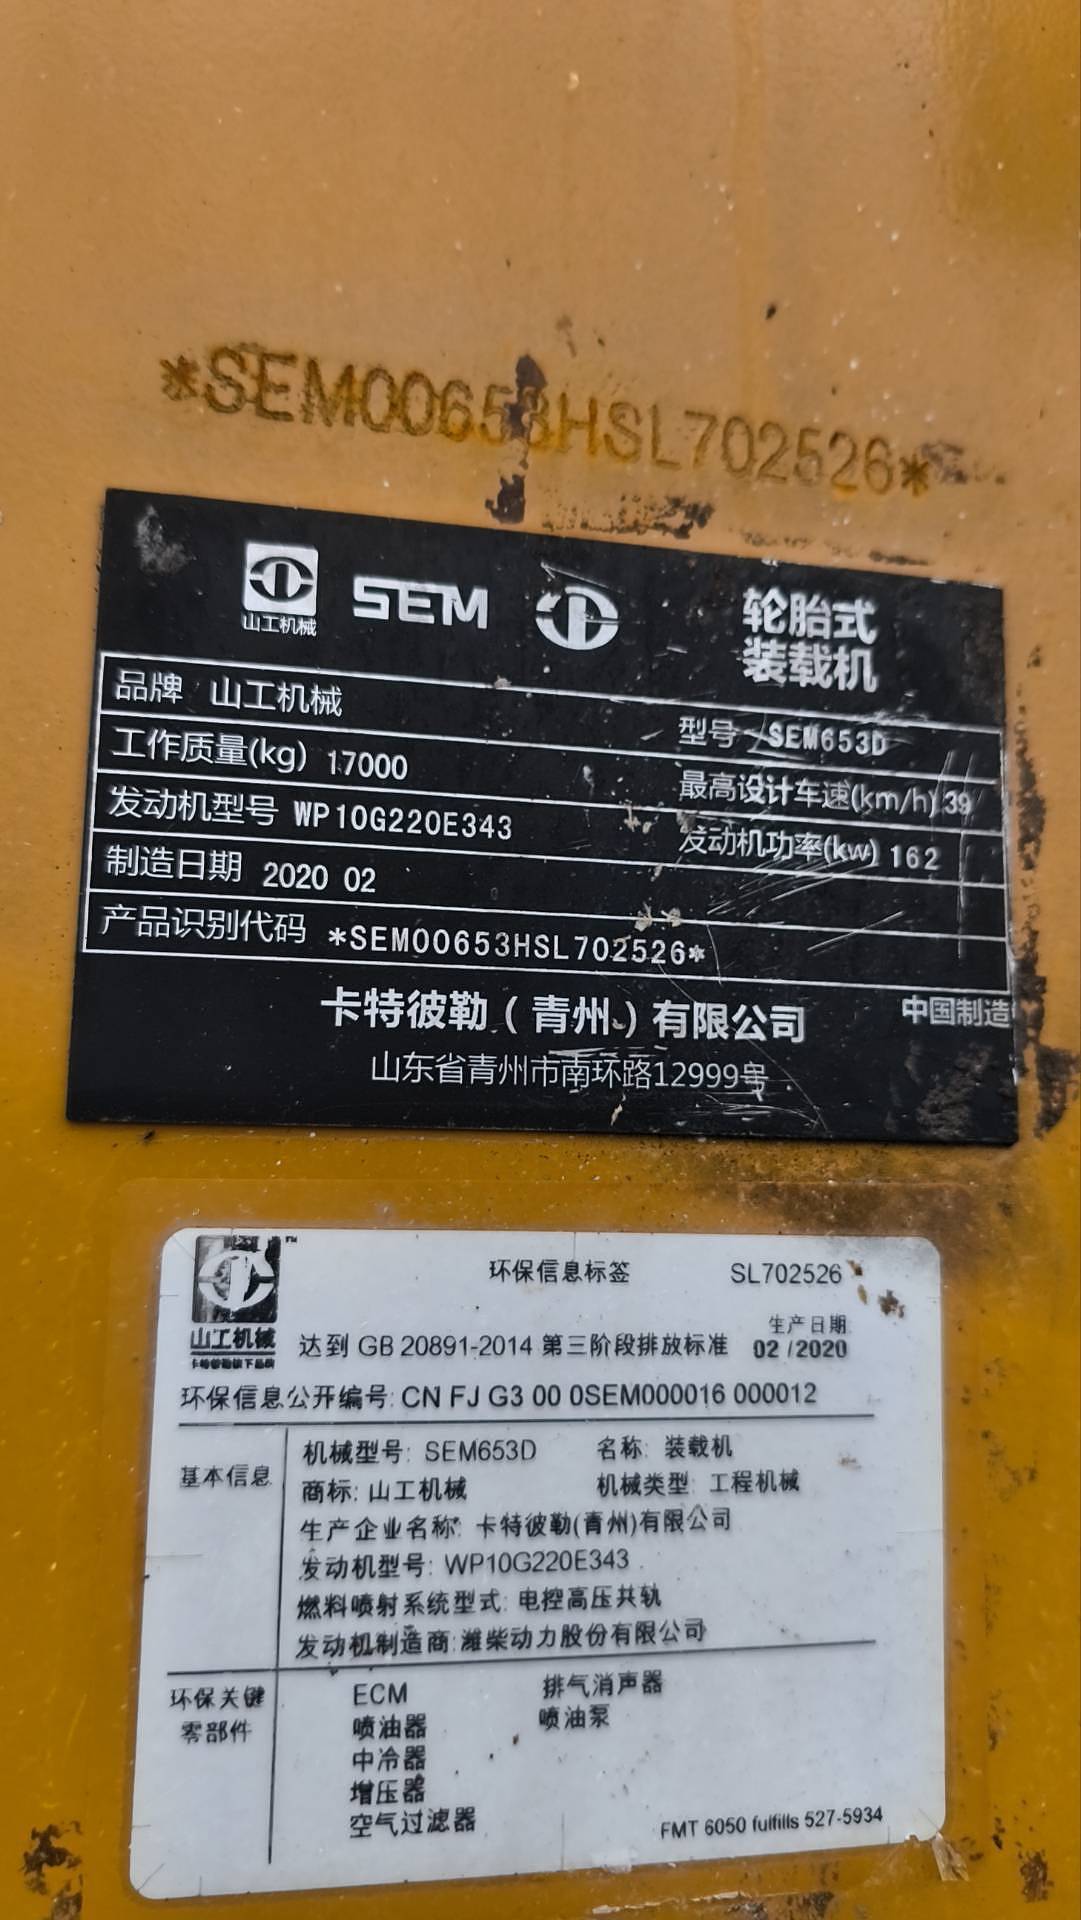 *SEM00653HSL702526*
山工机械 SEM 轮胎式
装载机
品牌 山工机械 型号 SEM653D
工作质量(kg) 17000 最高设计车速(km/h) 39
发动机型号 WP10G220E343 发动机功率(kw) 162
制造日期 2020 02
产品识别代码 *SEM00653HSL702526*
卡特彼勒（青州）有限公司 中国制造
山东省青州市南环路12999号
TM
山工机械
卡特彼勒旗下品牌
环保信息标签 SL702526
生产日期
达到 GB 20891-2014 第三阶段排放标准 02 /2020
环保信息公开编号: CN FJ G3 00 0SEM000016 000012
基本信息
机械型号: SEM653D 名称: 装载机
商标: 山工机械 机械类型: 工程机械
生产企业名称: 卡特彼勒(青州)有限公司
发动机型号: WP10G220E343
燃料喷射系统型式: 电控高压共轨
发动机制造商:潍柴动力股份有限公司
环保关键
零部件
ECM 排气消声器
喷油器 喷油泵
中冷器
增压器
空气过滤器
FMT 6050 fulfills 527-5934